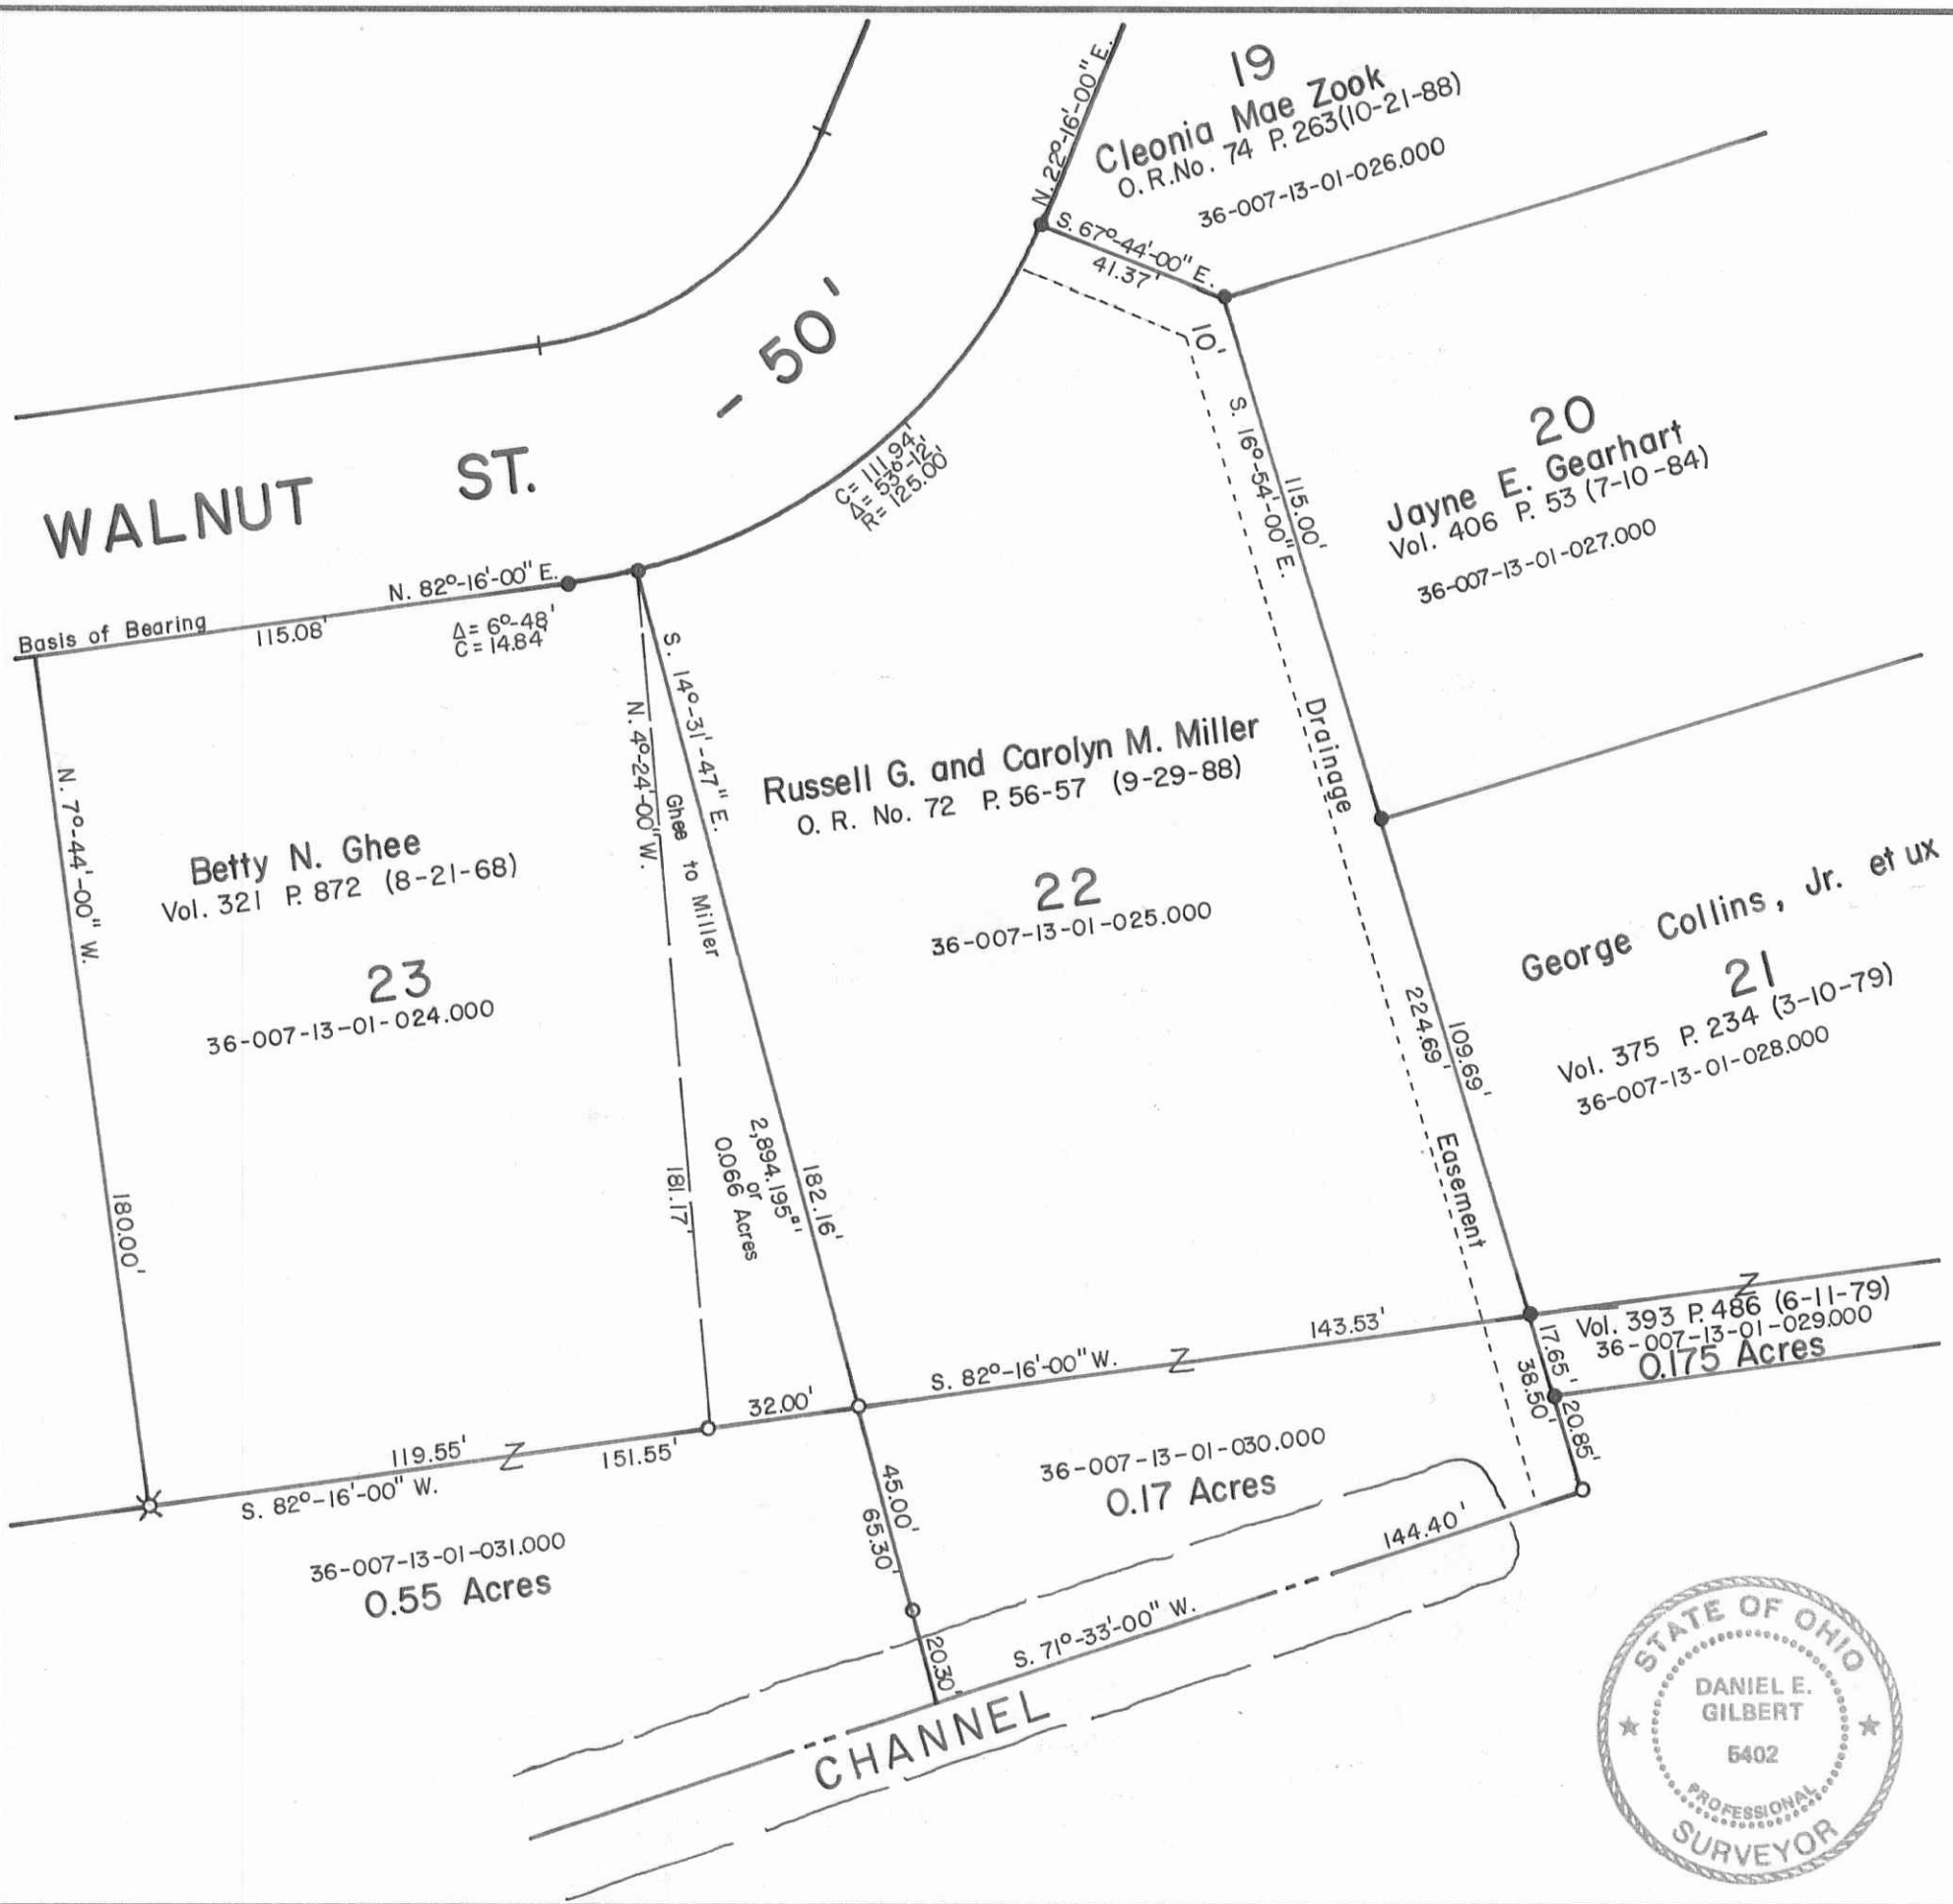 19
Cleonia Mae Zook
O.R.No. 74 P. 263(10-21-88)
36-007-13-01-026.000
N. 22°-16'-00" E.
S. 67°-44'-00" E.
41.37'
10'
- 50'
WALNUT ST.
C= 111.94'
Δ= 53°-12'
R= 125.00'
S. 16°-54'-00" E.
115.00'
20
Jayne E. Gearhart
Vol. 406 P. 53 (7-10-84)
36-007-13-01-027.000
N. 82°-16'-00" E.
Basis of Bearing
115.08'
Δ= 6°-48'
C= 14.84'
S. 14°-31'-47" E.
N. 4°-24'-00" W.
Ghee to Miller
Drainage
Easement
Russell G. and Carolyn M. Miller
O. R. No. 72 P. 56-57 (9-29-88)
22
36-007-13-01-025.000
N. 7°-44'-00" W.
180.00'
Betty N. Ghee
Vol. 321 P. 872 (8-21-68)
23
36-007-13-01-024.000
George Collins, Jr. et ux
21
Vol. 375 P. 234 (3-10-79)
36-007-13-01-028.000
224.69'
109.69'
181.17'
2,894.195□'
or
0.066 Acres
182.16'
Z
Vol. 393 P. 486 (6-11-79)
36-007-13-01-029.000
0.175 Acres
17.65'
38.50'
20.85'
143.53'
S. 82°-16'-00" W.
Z
32.00'
119.55'
Z
151.55'
S. 82°-16'-00" W.
36-007-13-01-030.000
0.17 Acres
45.00'
65.30'
20.30'
144.40'
S. 71°-33'-00" W.
36-007-13-01-031.000
0.55 Acres
CHANNEL
STATE OF OHIO
DANIEL E.
GILBERT
5402
PROFESSIONAL
SURVEYOR